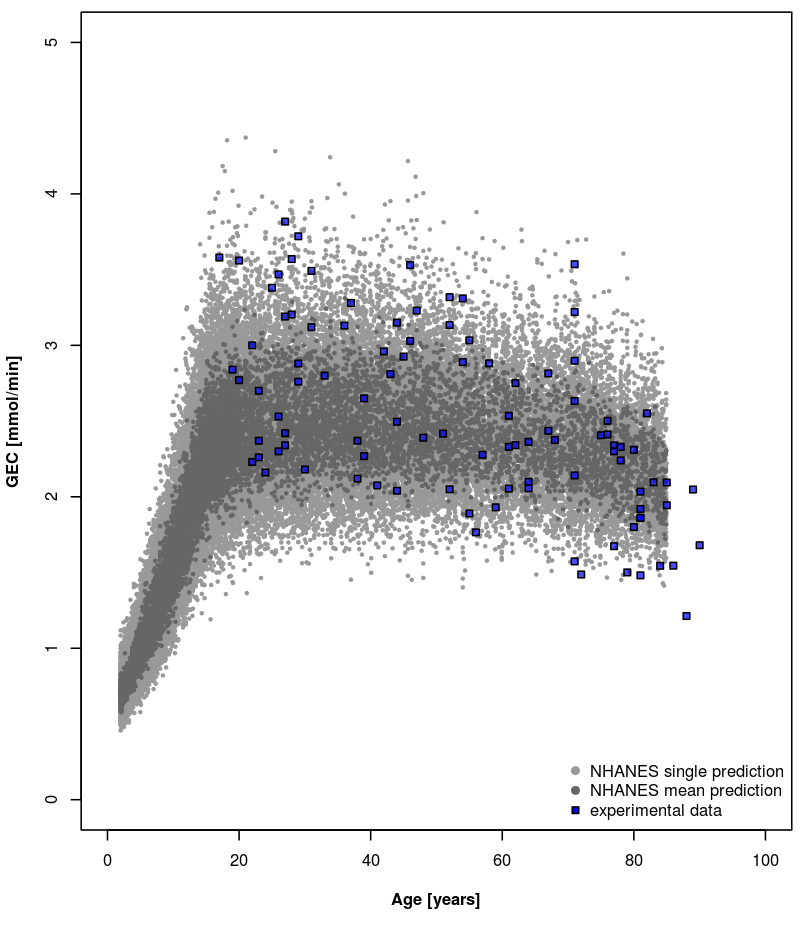 GEC [mmol/min]
5
4
3
2
1
0
NHANES single prediction
NHANES mean prediction
experimental data
0 20 40 60 80 100
Age [years]